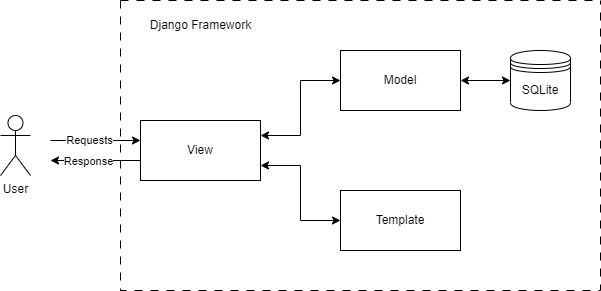 Django Framework
Model
SQLite
Requests
View
Response
User
Template